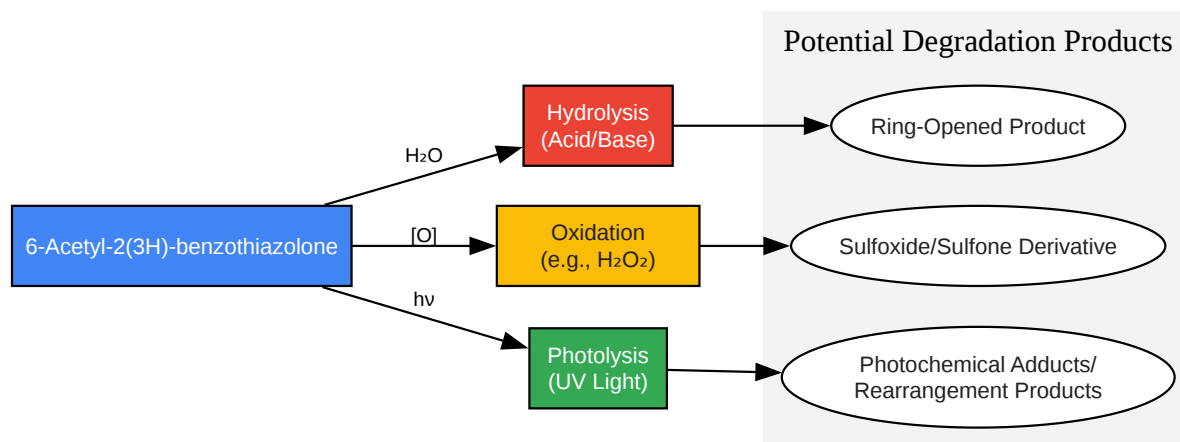 Potential Degradation Products
Hydrolysis
(Acid/Base)
Ring-Opened Product
H₂O
6-Acetyl-2(3H)-benzothiazolone
[O]
Oxidation
(e.g., H₂O₂)
Sulfoxide/Sulfone Derivative
hν
Photolysis
(UV Light)
Photochemical Adducts/
Rearrangement Products